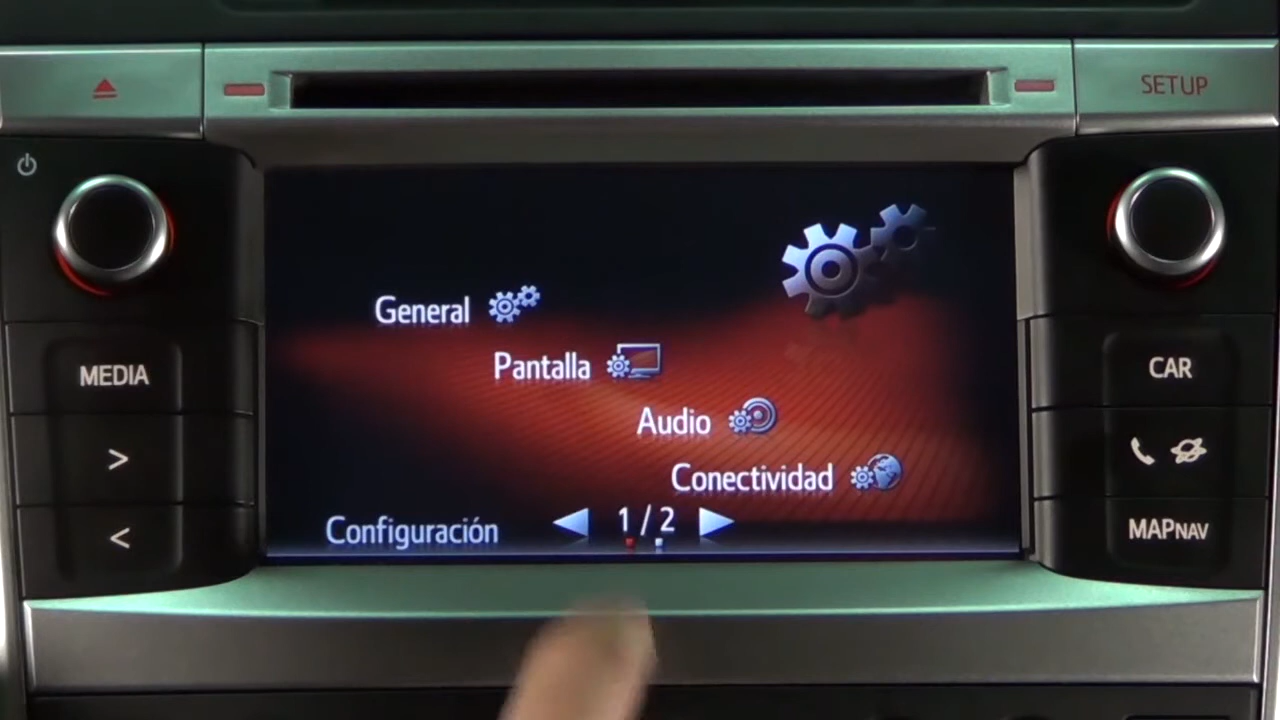 SETUP
General
MEDIA
CAR
Pantalla
Audio
>
Conectividad
<
Configuración
1/2
MAPNAV